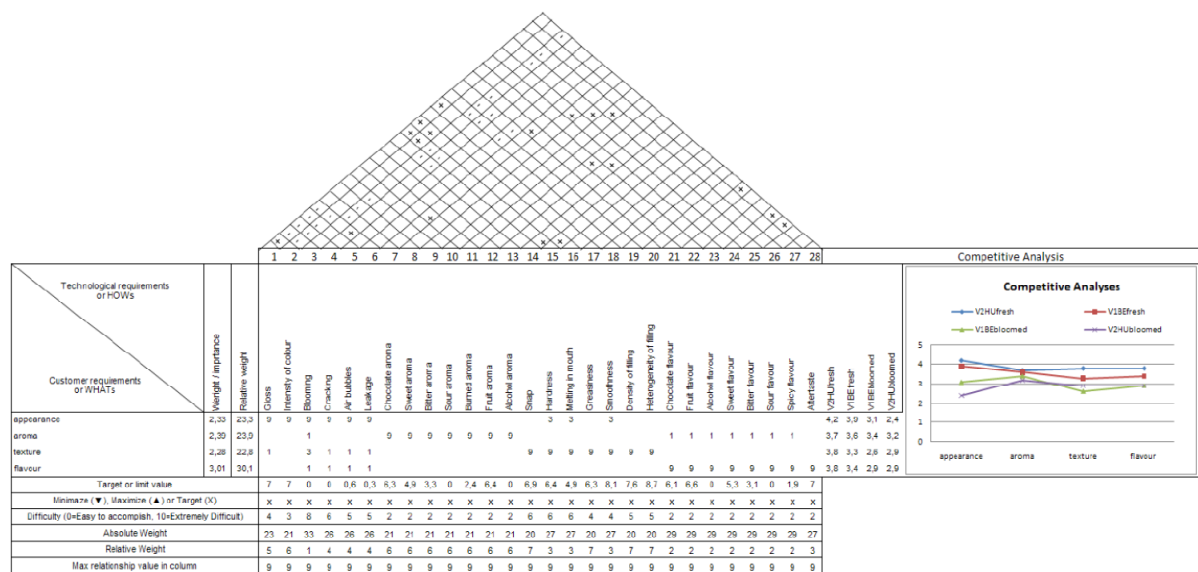 1 2 3 4 5 6 7 8 9 10 11 12 13 14 15 16 17 18 19 20 21 22 23 24 25 26 27 28
Competitive Analysis
Technological requirements
or HOWs
Customer requirements
or WHATs
Weight / importance
Relative weight
Gloss
Intensity of colour
Blooming
Cracking
Air bubbles
Leakage
Chocolate aroma
Sweet aroma
Bitter aroma
Sour aroma
Burned aroma
Fruit aroma
Alcohol aroma
Snap
Hardness
Melting in mouth
Greasiness
Smoothness
Density of filling
Heterogeneity of filling
Chocolate flavour
Fruit flavour
Alcohol flavour
Sweet flavour
Bitter flavour
Sour flavour
Spicy flavour
Aftertaste
V2HUfresh
V1BEfresh
V1BEbloomed
V2HUbloomed
appearance 2,33 23,3 9 9 9 9 9 9 3 3 3 4,2 3,9 3,1 2,4
aroma 2,39 23,9 1 9 9 9 9 9 9 9 1 1 1 1 1 1 1 3,7 3,6 3,4 3,2
texture 2,28 22,8 1 3 1 1 1 9 9 9 9 9 9 9 3,8 3,3 2,6 2,9
flavour 3,01 30,1 1 1 1 1 9 9 9 9 9 9 9 9 3,8 3,4 2,9 2,9
Target or limit value 7 7 0 0 0,6 0,3 6,3 4,9 3,3 0 2,4 6,4 0 6,9 6,4 4,9 6,3 8,1 7,6 8,7 6,1 6,6 0 5,3 3,1 0 1,9 7
Minimaze (▼), Maximize (▲) or Target (X) x x x x x x x x x x x x x x x x x x x x x x x x x x x x
Difficulty (0=Easy to accomplish, 10=Extremely Difficult) 4 3 8 6 5 5 2 2 2 2 2 2 2 6 6 6 4 4 5 5 2 2 2 2 2 2 2 2
Absolute Weight 23 21 33 26 26 26 21 21 21 21 21 21 21 20 27 27 20 27 20 20 29 29 29 29 29 29 29 27
Relative Weight 5 6 1 4 4 4 6 6 6 6 6 6 6 7 3 3 7 3 7 7 2 2 2 2 2 2 2 3
Max relationship value in column 9 9 9 9 9 9 9 9 9 9 9 9 9 9 9 9 9 9 9 9 9 9 9 9 9 9 9 9
Competitive Analyses
V2HUfresh V1BEfresh
V1BEbloomed V2HUbloomed
5
4
3
2
1
0
appearance aroma texture flavour